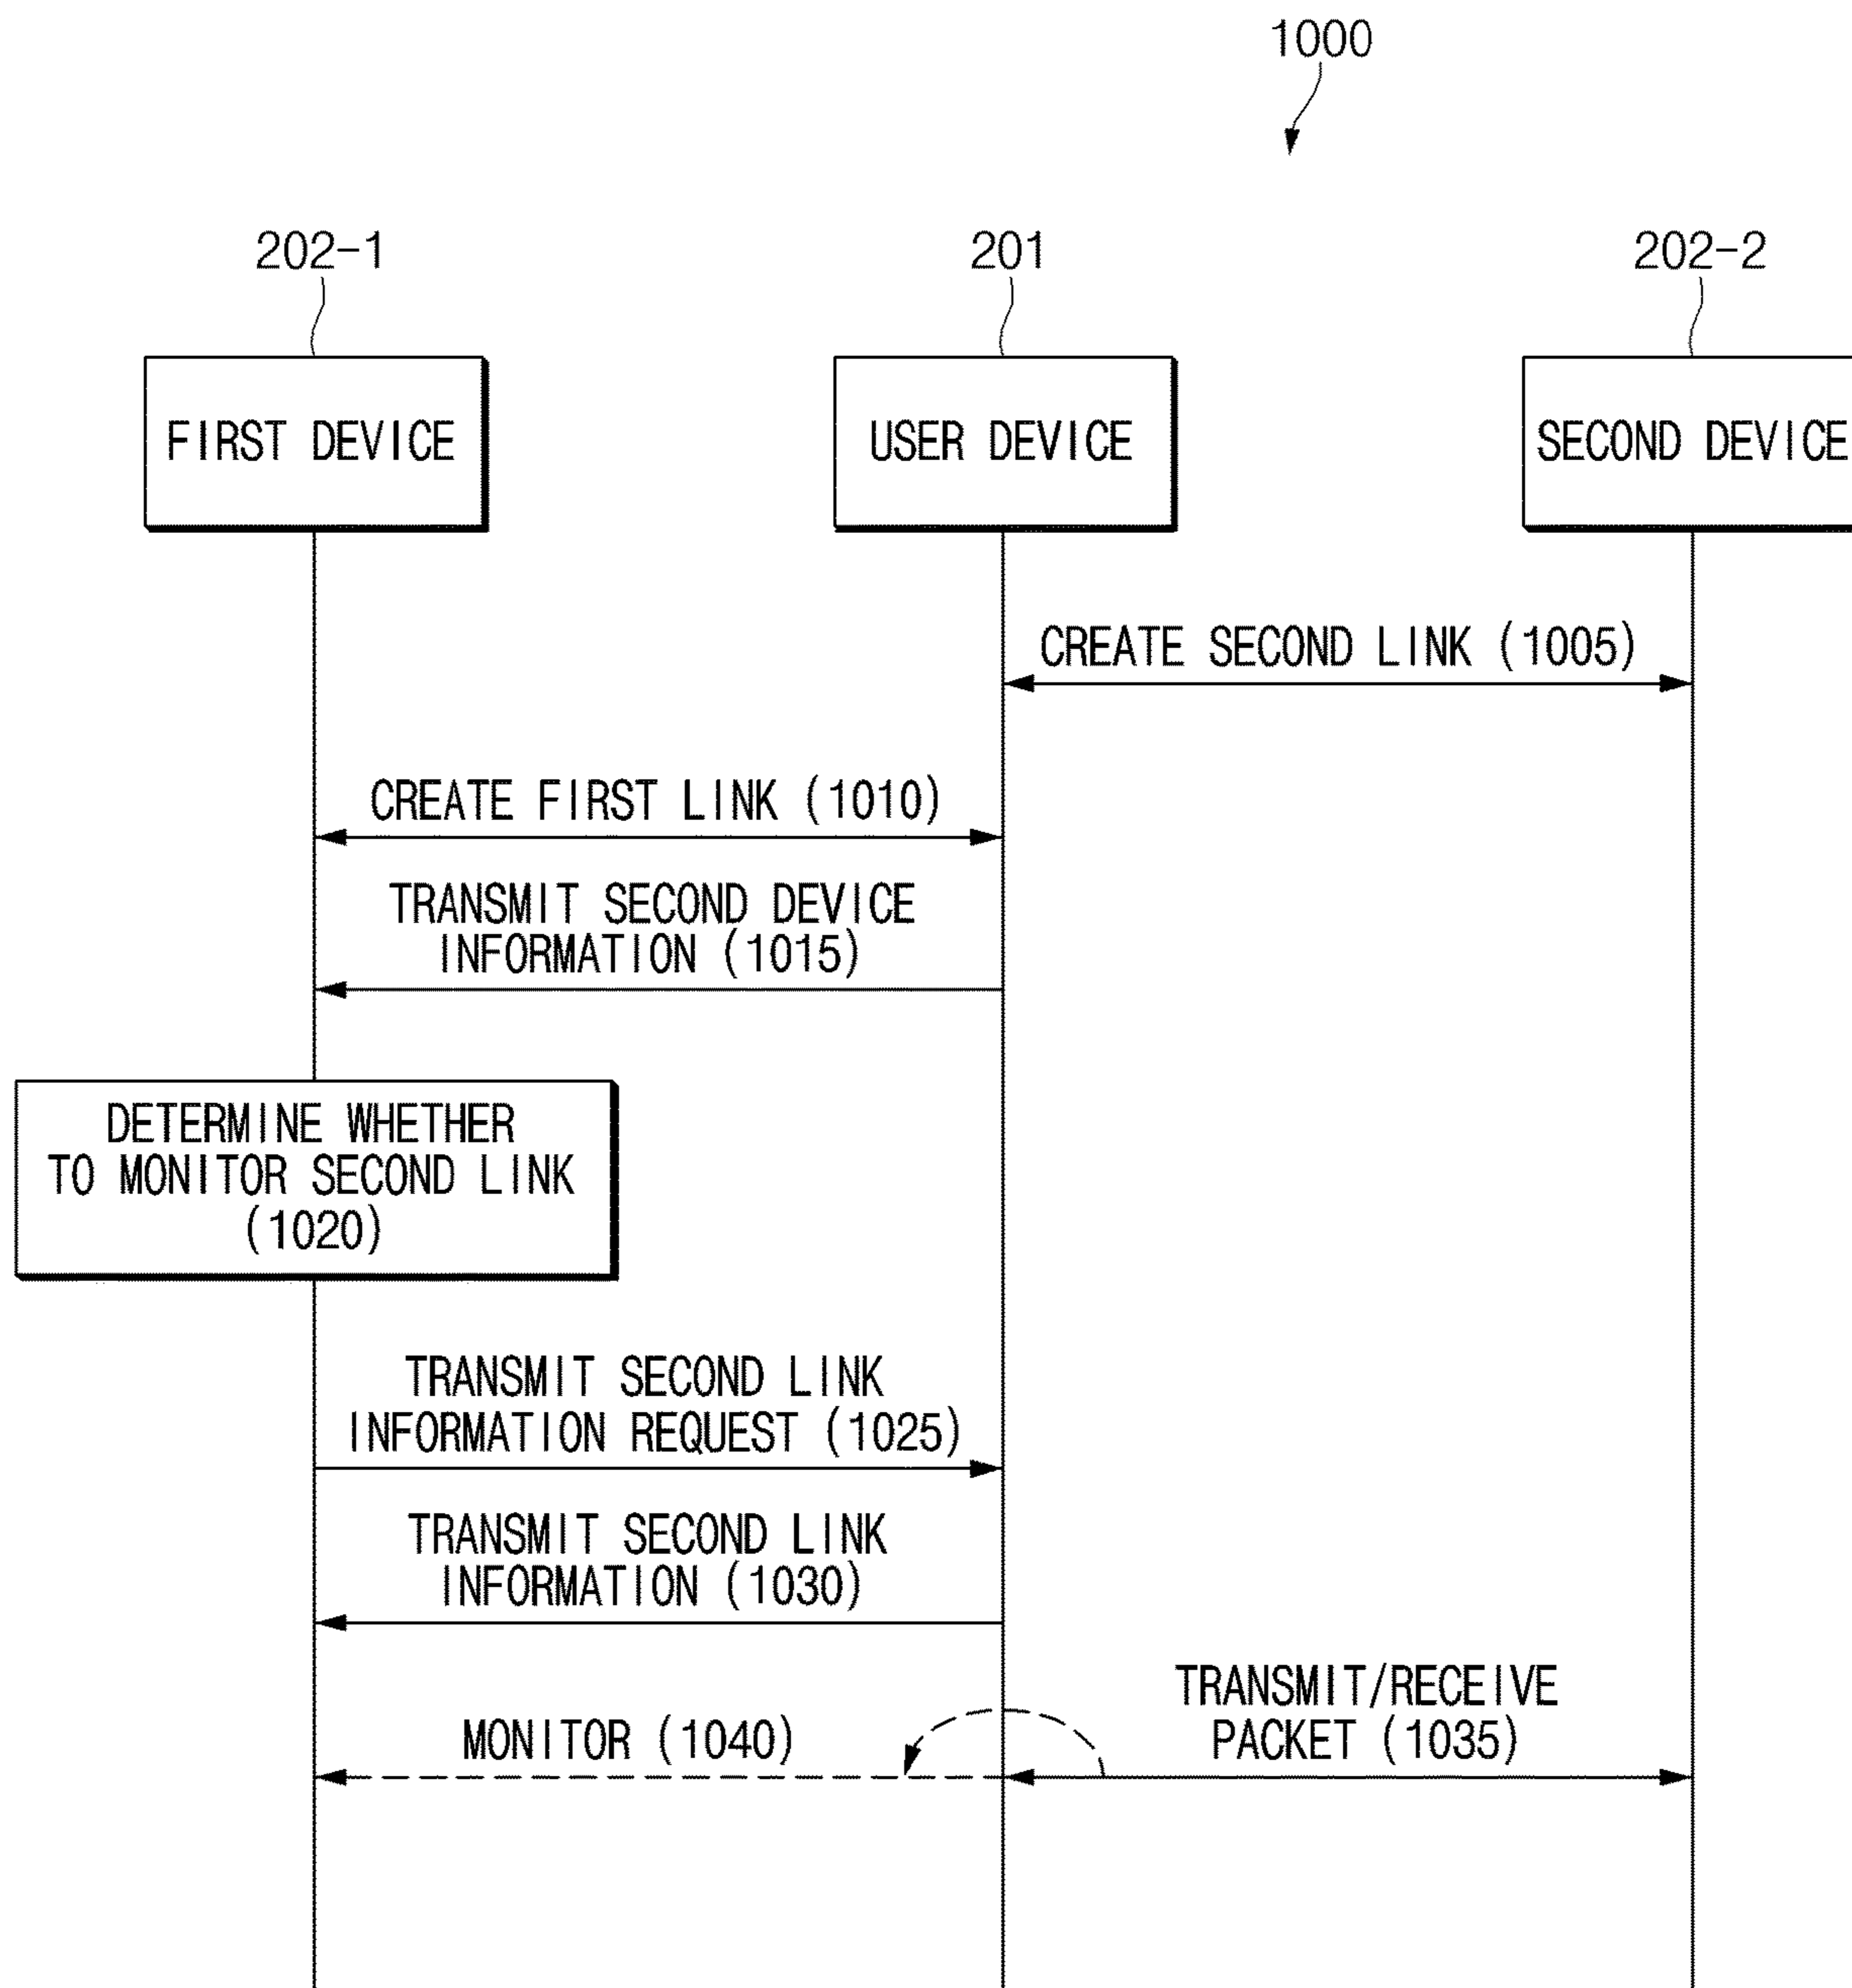 1000
202-1
201
202-2
FIRST DEVICE
USER DEVICE
SECOND DEVICE
CREATE SECOND LINK (1005)
CREATE FIRST LINK (1010)
TRANSMIT SECOND DEVICE
INFORMATION (1015)
DETERMINE WHETHER
TO MONITOR SECOND LINK
(1020)
TRANSMIT SECOND LINK
INFORMATION REQUEST (1025)
TRANSMIT SECOND LINK
INFORMATION (1030)
TRANSMIT/RECEIVE
PACKET (1035)
MONITOR (1040)